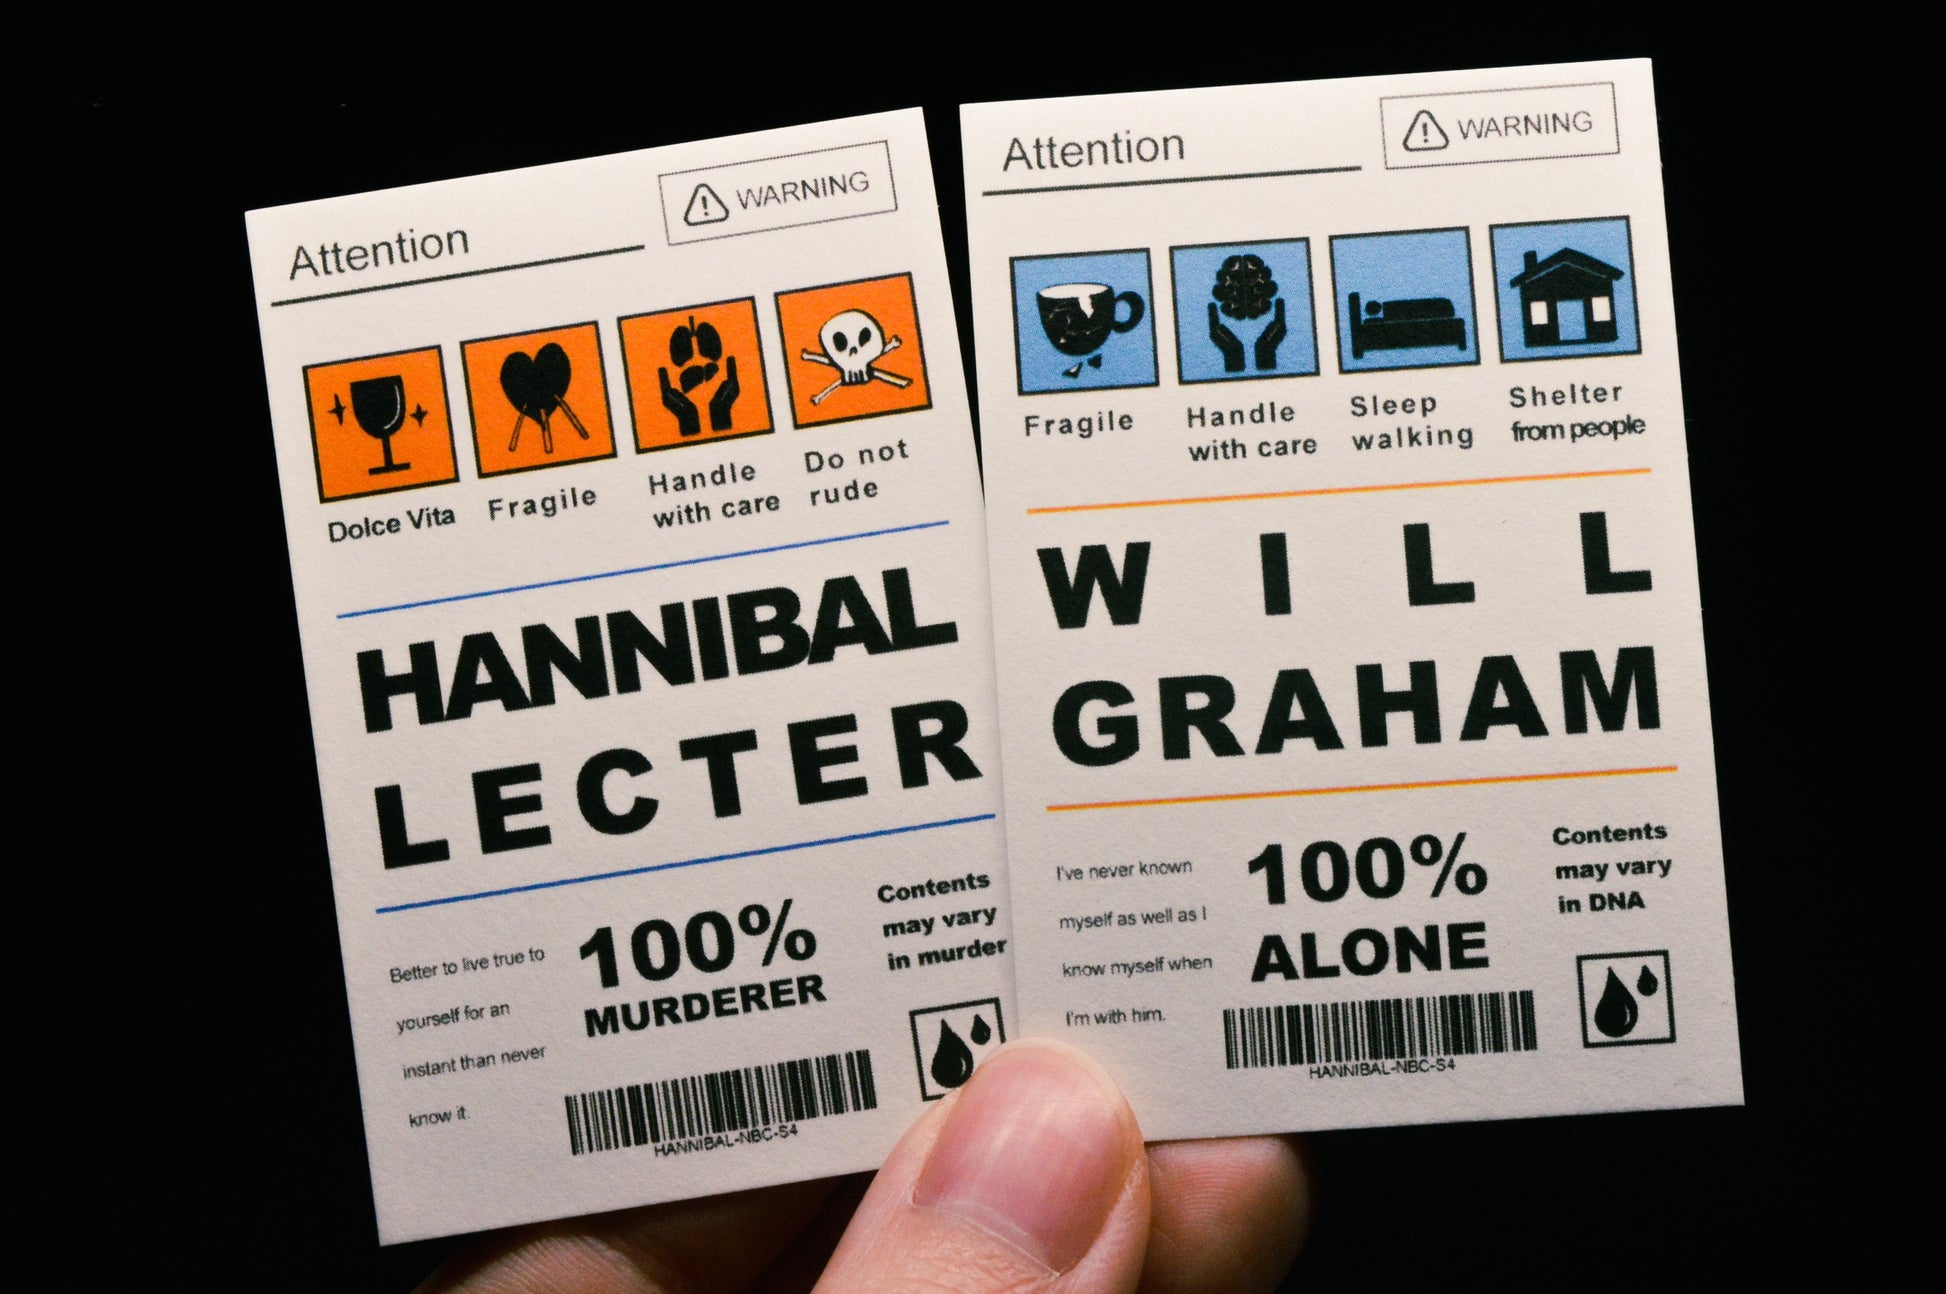 Attention
WARNING
Dolce Vita
Fragile
Handle
with care
Do not
rude
HANNIBAL
LECTER
Better to live true to
yourself for an
instant than never
know it.
100%
MURDERER
HANNIBAL-NBC-S4
Contents
may vary
in murder
Attention
WARNING
Fragile
Handle
with care
Sleep
walking
Shelter
from people
WILL
GRAHAM
I've never known
myself as well as I
know myself when
I'm with him.
100%
ALONE
HANNIBAL-NBC-S4
Contents
may vary
in DNA